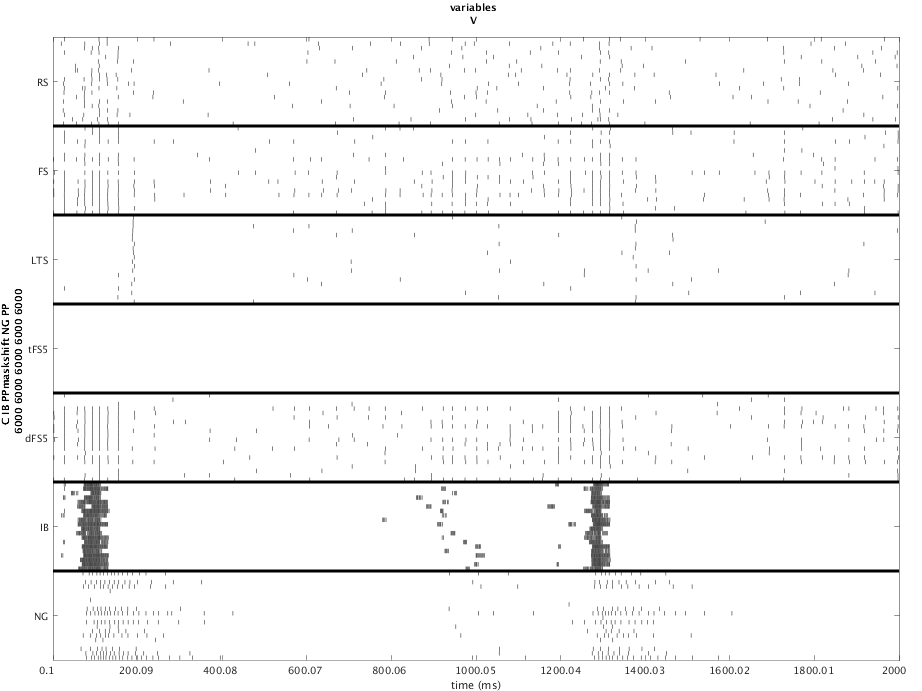 variables
V
RS
FS
LTS
tFS5
dFS5
IB
NG
C IB PPmaskshift NG PP
6000 6000 6000 6000 6000
0.1
200.09
400.08
600.07
800.06
1000.05
1200.04
1400.03
1600.02
1800.01
2000
time (ms)